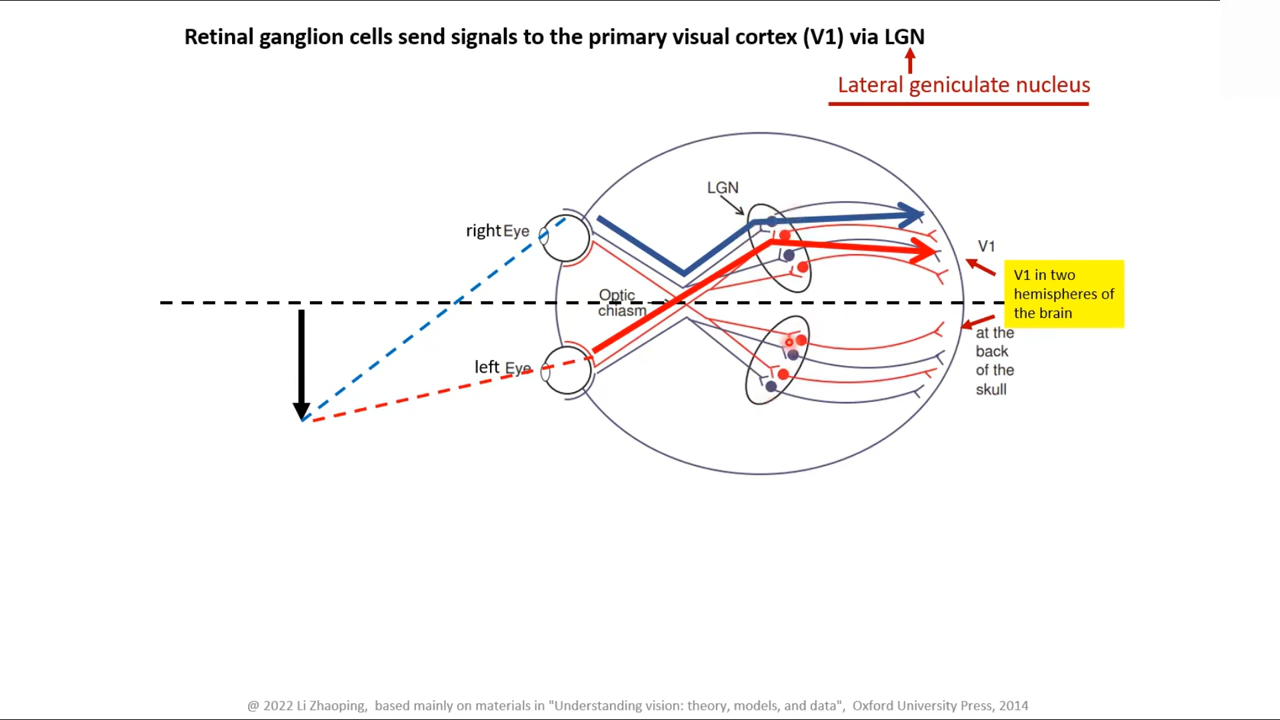 Retinal ganglion cells send signals to the primary visual cortex (V1) via LGN
Lateral geniculate nucleus
LGN
right Eye
V1
V1 in two
hemispheres of
the brain
Optic
chiasm
at the
back
of the
skull
left Eye
@ 2022 Li Zhaoping, based mainly on materials in "Understanding vision: theory, models, and data", Oxford University Press, 2014